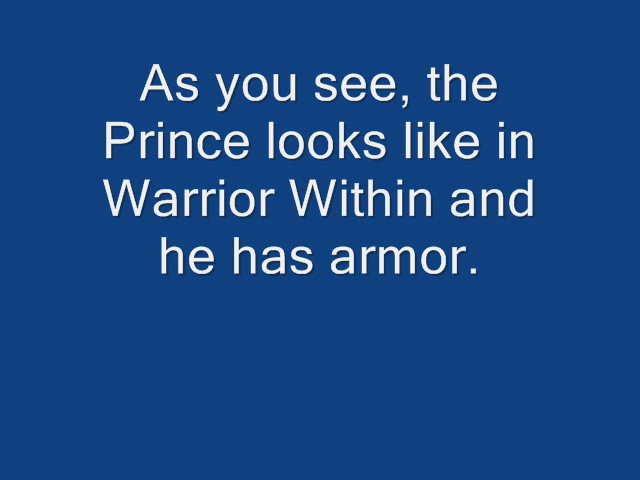 As you see, the
Prince looks like in
Warrior Within and
he has armor.